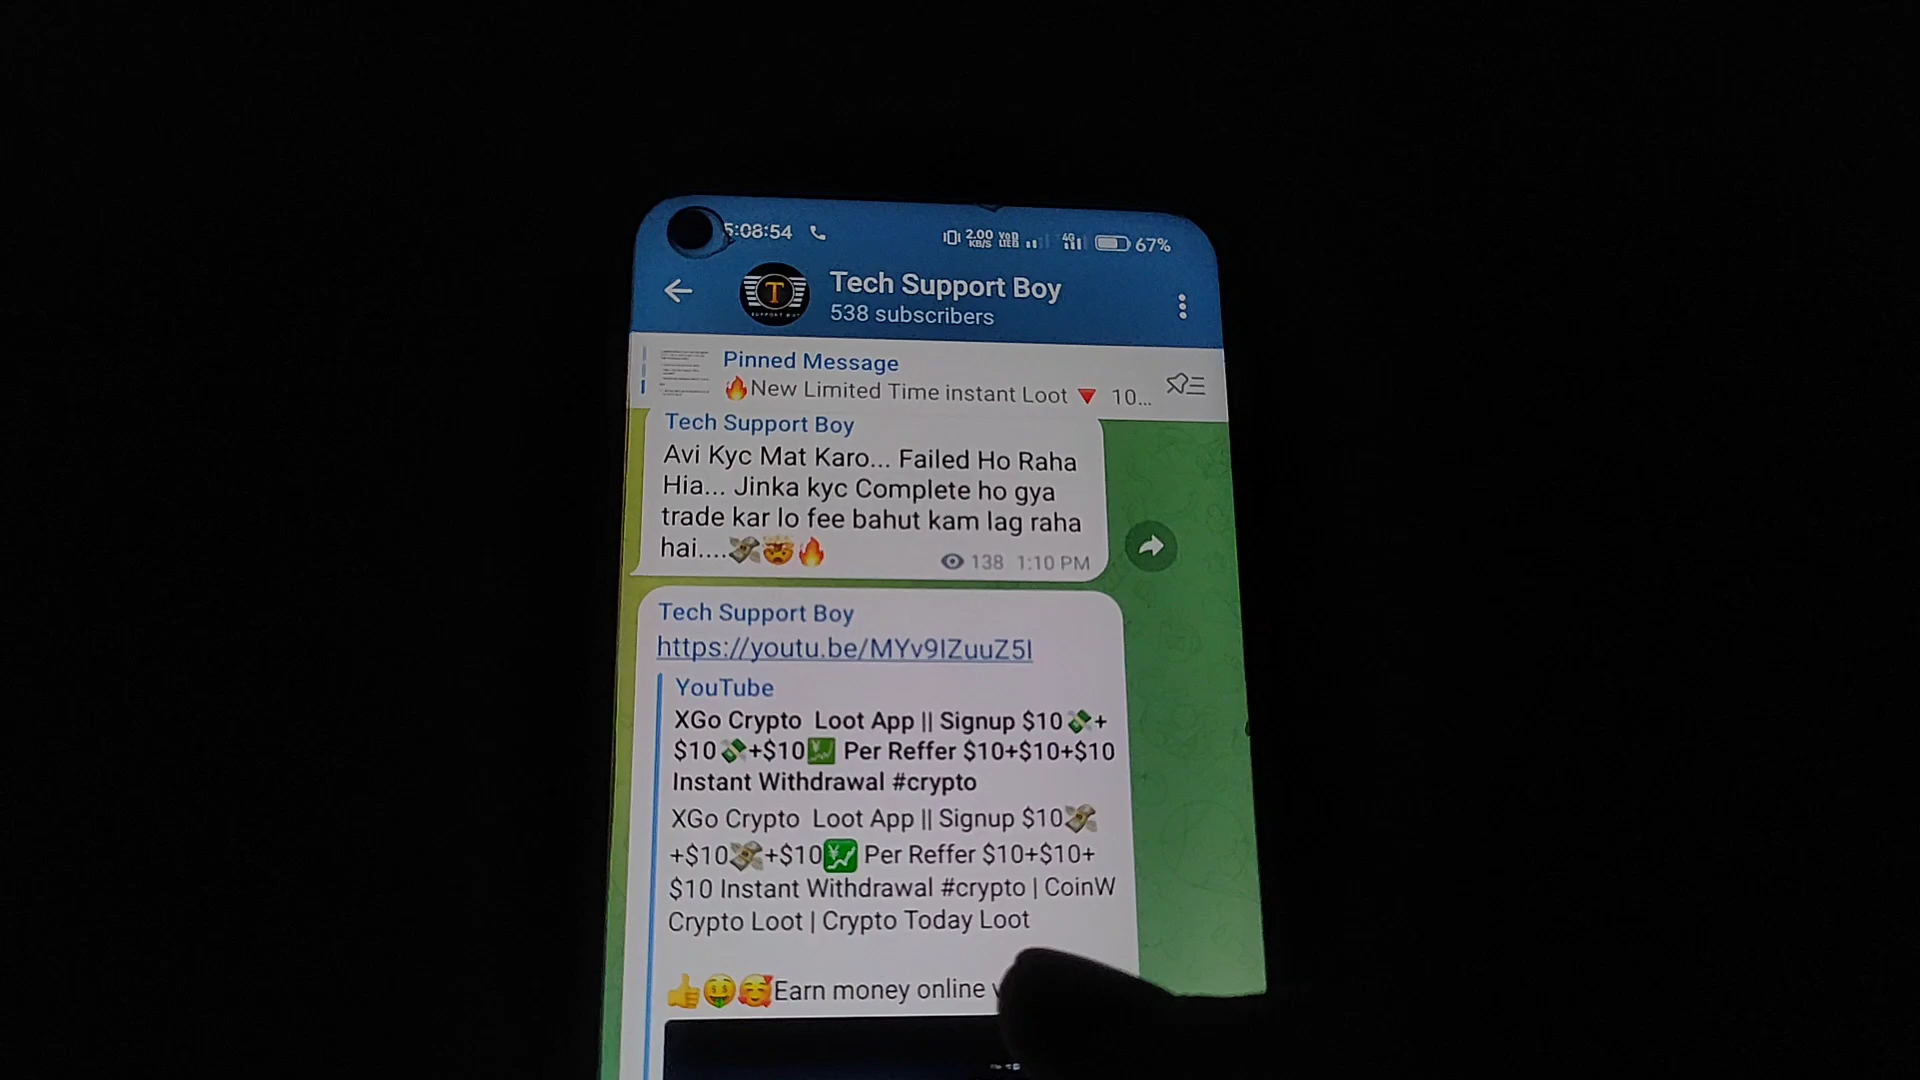 5:08:54 2.00 KB/S VoD LTE 4G 67%
Tech Support Boy
538 subscribers
T
SUPPORT BOY
Pinned Message
🔥New Limited Time instant Loot 🔻 10...
Tech Support Boy
Avi Kyc Mat Karo... Failed Ho Raha
Hia... Jinka kyc Complete ho gya
trade kar lo fee bahut kam lag raha
hai....💸🤯🔥 138 1:10 PM
Tech Support Boy
https://youtu.be/MYv9IZuuZ5I
YouTube
XGo Crypto Loot App || Signup $10💸+
$10💸+$10💹 Per Reffer $10+$10+$10
Instant Withdrawal #crypto
XGo Crypto Loot App || Signup $10💸
+$10💸+$10💹 Per Reffer $10+$10+
$10 Instant Withdrawal #crypto | CoinW
Crypto Loot | Crypto Today Loot
👍🤑🥰Earn money online